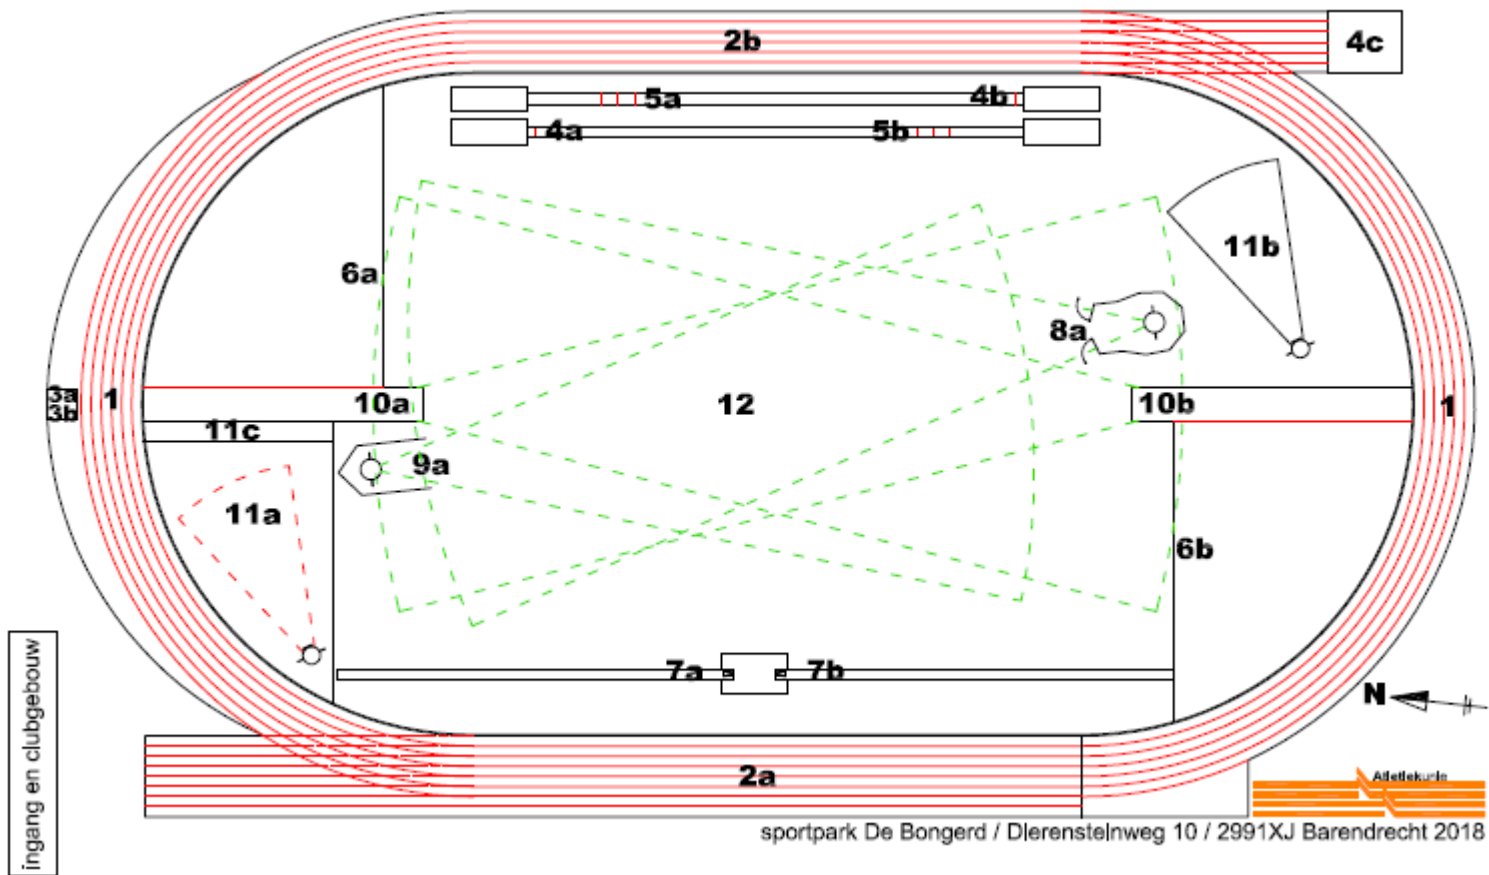 2b
4c
5a
4b
4a
5b
6a
11b
8a
3a
3b
1
10a
12
10b
1
11c
9a
11a
6b
7a
7b
N
ingang en clubgebouw
2a
Atletiekunie
sportpark De Bongerd / Dierensteinweg 10 / 2991XJ Barendrecht 2018